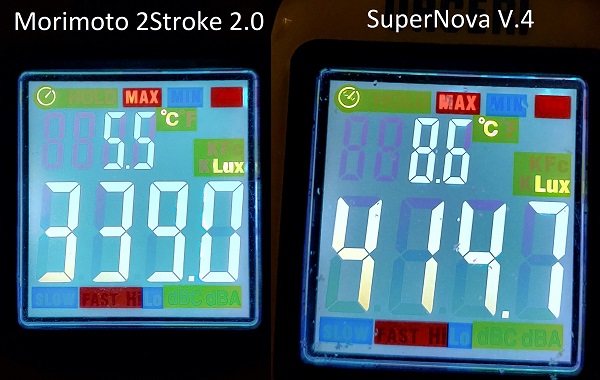 Morimoto 2Stroke 2.0
MAX MIN
5.5 °C F
Lux
339.0
SLOW FAST Hi Lo dBC dBA
SuperNova V.4
MAX MIN
8.6 °C F
KFc
Lux
414.7
SLOW FAST Hi Lo dBC dBA